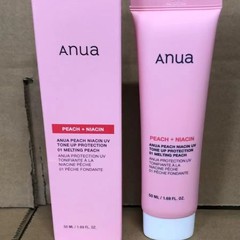 Anua
PEACH + NIACIN
ANUA PEACH NIACIN UV
TONE UP PROTECTION
01 MELTING PEACH
ANUA PROTECTION UV
TONIFIANTE A LA
NIACINE PÊCHE
01 PÊCHE FONDANTE
50 ML / 1.69 FL. OZ.
Anua
PEACH + NIACIN
ANUA PEACH NIACIN UV
TONE UP PROTECTION
01 MELTING PEACH
ANUA PROTECTION UV
TONIFIANTE A LA
NIACINE PÊCHE
01 PÊCHE FONDANTE
50 ML / 1.69 FL. OZ.